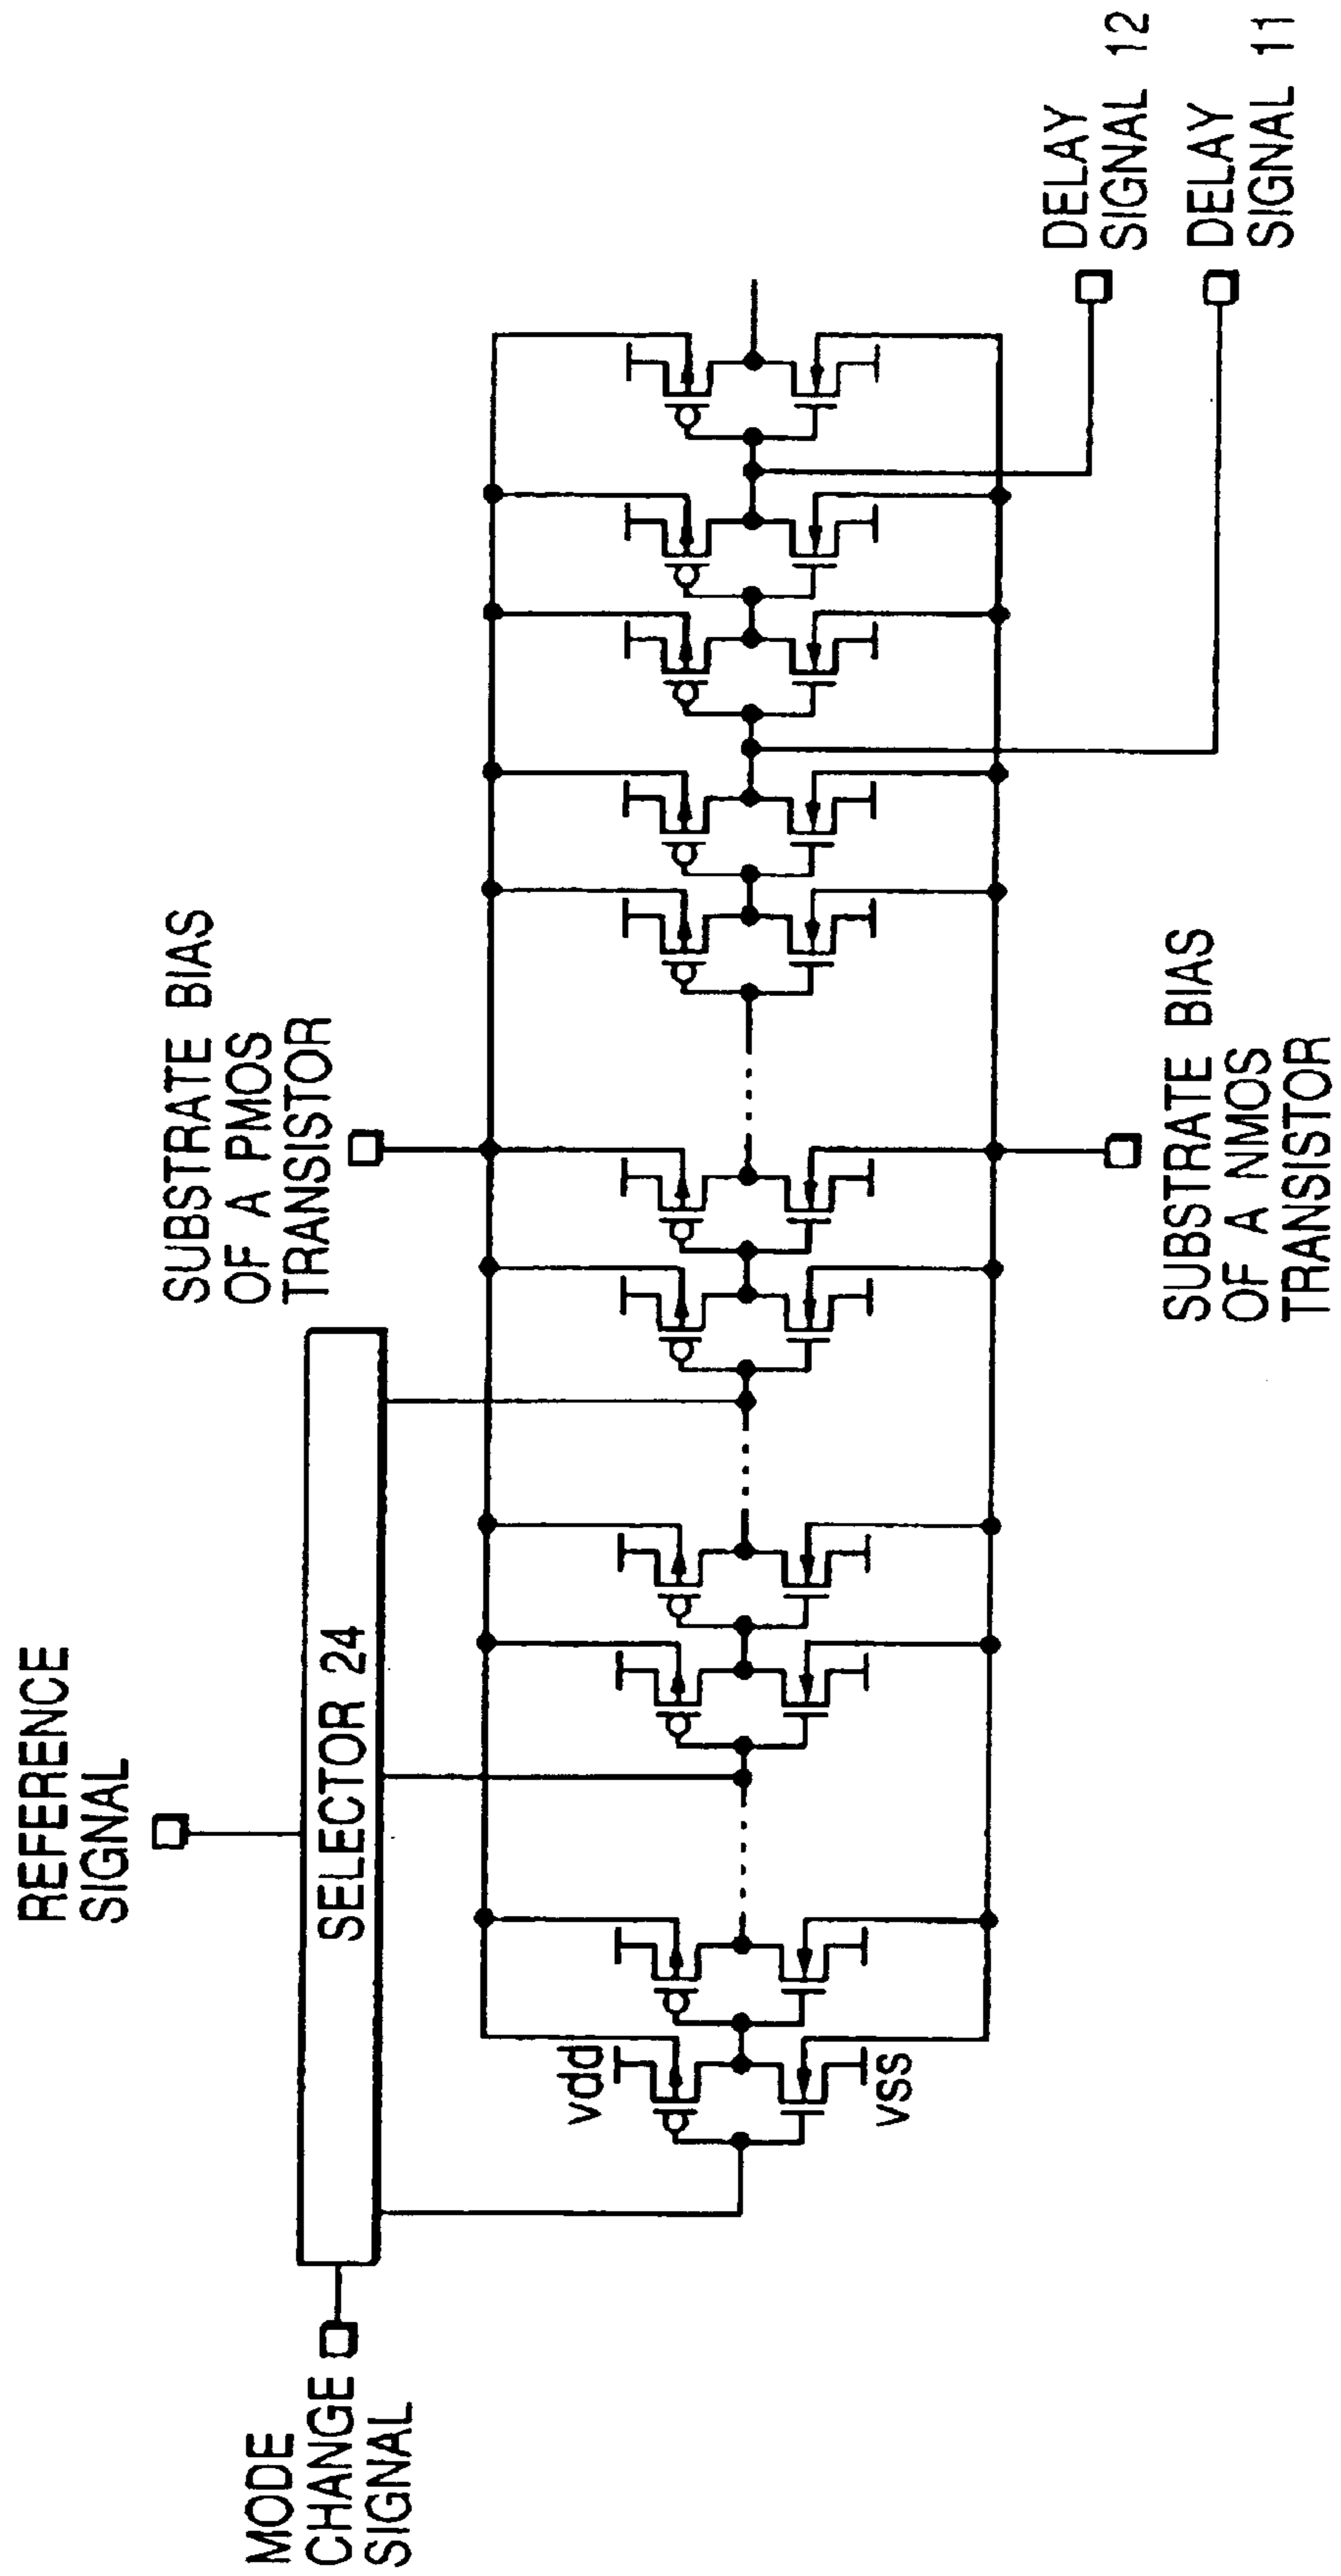 MODE
CHANGE
SIGNAL
REFERENCE
SIGNAL
SELECTOR 24
SUBSTRATE BIAS
OF A PMOS
TRANSISTOR
vdd
vss
SUBSTRATE BIAS
OF A NMOS
TRANSISTOR
DELAY
SIGNAL 12
DELAY
SIGNAL 11